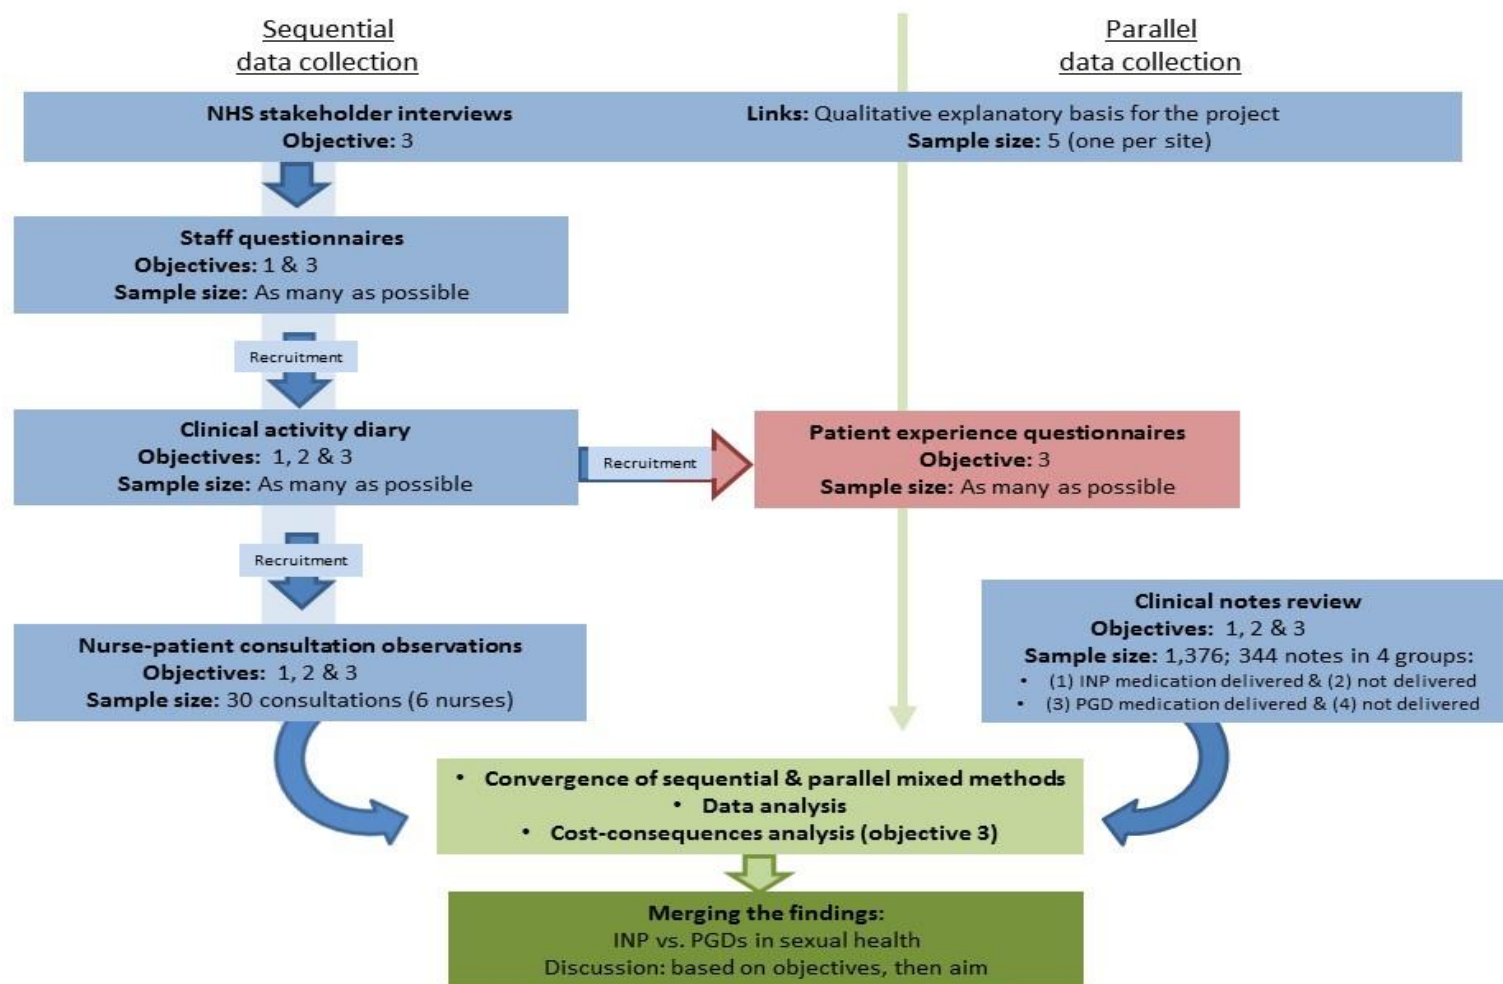 Sequential
data collection
Parallel
data collection
NHS stakeholder interviews
Objective: 3
Links: Qualitative explanatory basis for the project
Sample size: 5 (one per site)
Staff questionnaires
Objectives: 1 & 3
Sample size: As many as possible
Recruitment
Clinical activity diary
Objectives: 1, 2 & 3
Sample size: As many as possible
Recruitment
Patient experience questionnaires
Objective: 3
Sample size: As many as possible
Recruitment
Nurse-patient consultation observations
Objectives: 1, 2 & 3
Sample size: 30 consultations (6 nurses)
Clinical notes review
Objectives: 1, 2 & 3
Sample size: 1,376; 344 notes in 4 groups:
• (1) INP medication delivered & (2) not delivered
• (3) PGD medication delivered & (4) not delivered
• Convergence of sequential & parallel mixed methods
• Data analysis
• Cost-consequences analysis (objective 3)
Merging the findings:
INP vs. PGDs in sexual health
Discussion: based on objectives, then aim